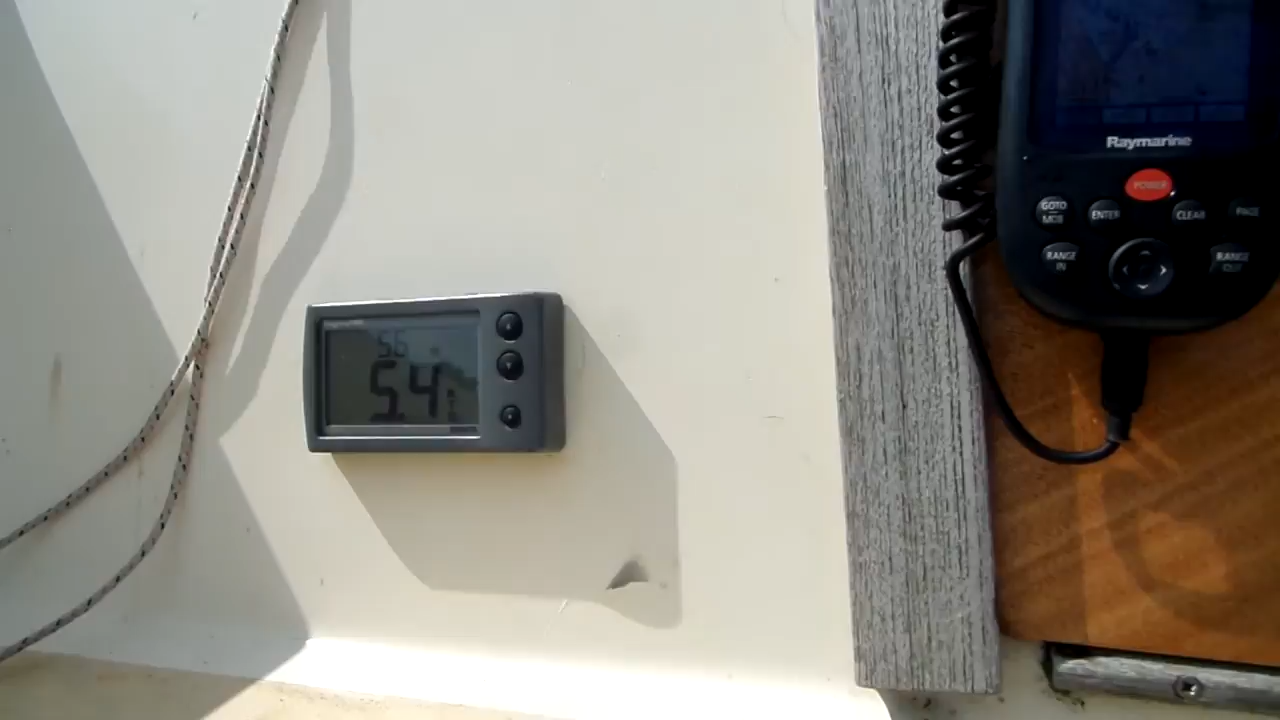 5.6
5.4
Raymarine
POWER
GOTO
MOB
ENTER
CLEAR
PAGE
RANGE
IN
RANGE
OUT